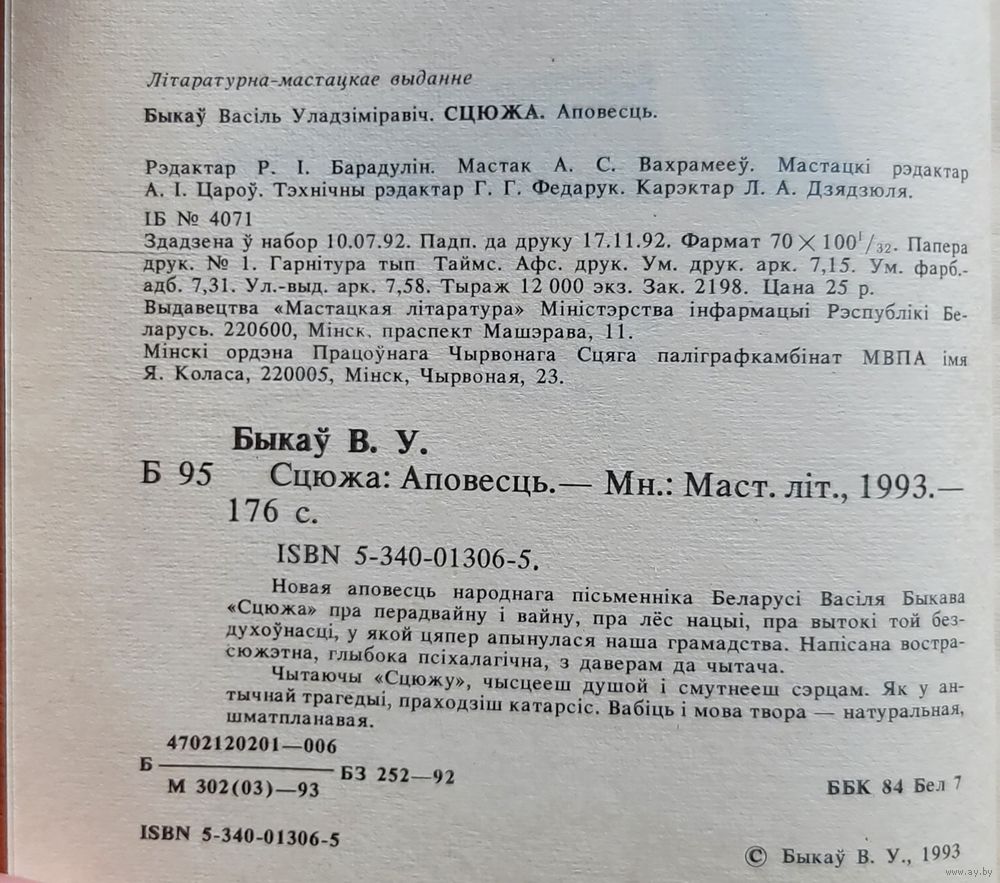 Літаратурна-мастацкае выданне
Быкаў Васіль Уладзіміравіч. СЦЮЖА. Аповесць.
Рэдактар Р. І. Барадулін. Мастак А. С. Вахрамееў. Мастацкі рэдактар
А. І. Цароў. Тэхнічны рэдактар Г. Г. Федарук. Карэктар Л. А. Дзядзюля.
ІБ № 4071
Здадзена ў набор 10.07.92. Падп. да друку 17.11.92. Фармат 70×100¹/₃₂. Папера
друк. № 1. Гарнітура тып Таймс. Афс. друк. Ум. друк. арк. 7,15. Ум. фарб.-
адб. 7,31. Ул.-выд. арк. 7,58. Тыраж 12 000 экз. Зак. 2198. Цана 25 р.
Выдавецтва «Мастацкая літаратура» Міністэрства інфармацыі Рэспублікі Бе-
ларусь. 220600, Мінск, праспект Машэрава, 11.
Мінскі ордэна Працоўнага Чырвонага Сцяга паліграфкамбінат МВПА імя
Я. Коласа, 220005, Мінск, Чырвоная, 23.
Быкаў В. У.
Б 95 Сцюжа: Аповесць.— Мн.: Маст. літ., 1993.—
176 с.
ISBN 5-340-01306-5.
Новая аповесць народнага пісьменніка Беларусі Васіля Быкава
«Сцюжа» пра перадвайну і вайну, пра лёс нацыі, пра вытокі той без-
духоўнасці, у якой цяпер апынулася наша грамадства. Напісана востра-
сюжэтна, глыбока псіхалагічна, з даверам да чытача.
Чытаючы «Сцюжу», чысцееш душой і смутнееш сэрцам. Як у ан-
тычнай трагедыі, праходзіш катарсіс. Вабіць і мова твора — натуральная,
шматпланавая.
4702120201—006
Б БЗ 252—92
М 302(03)—93
ББК 84 Бел 7
ISBN 5-340-01306-5
© Быкаў В. У., 1993
www.ay.by